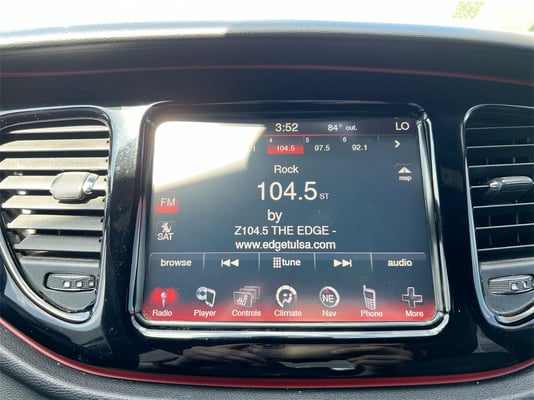 3:52 84° out. LO
1 4 104.5 5 97.5 6 92.1
Rock
map
104.5 ST
FM
by
SAT
Z104.5 THE EDGE -
www.edgetulsa.com
browse tune audio
NE
Radio Player Controls Climate Nav Phone More